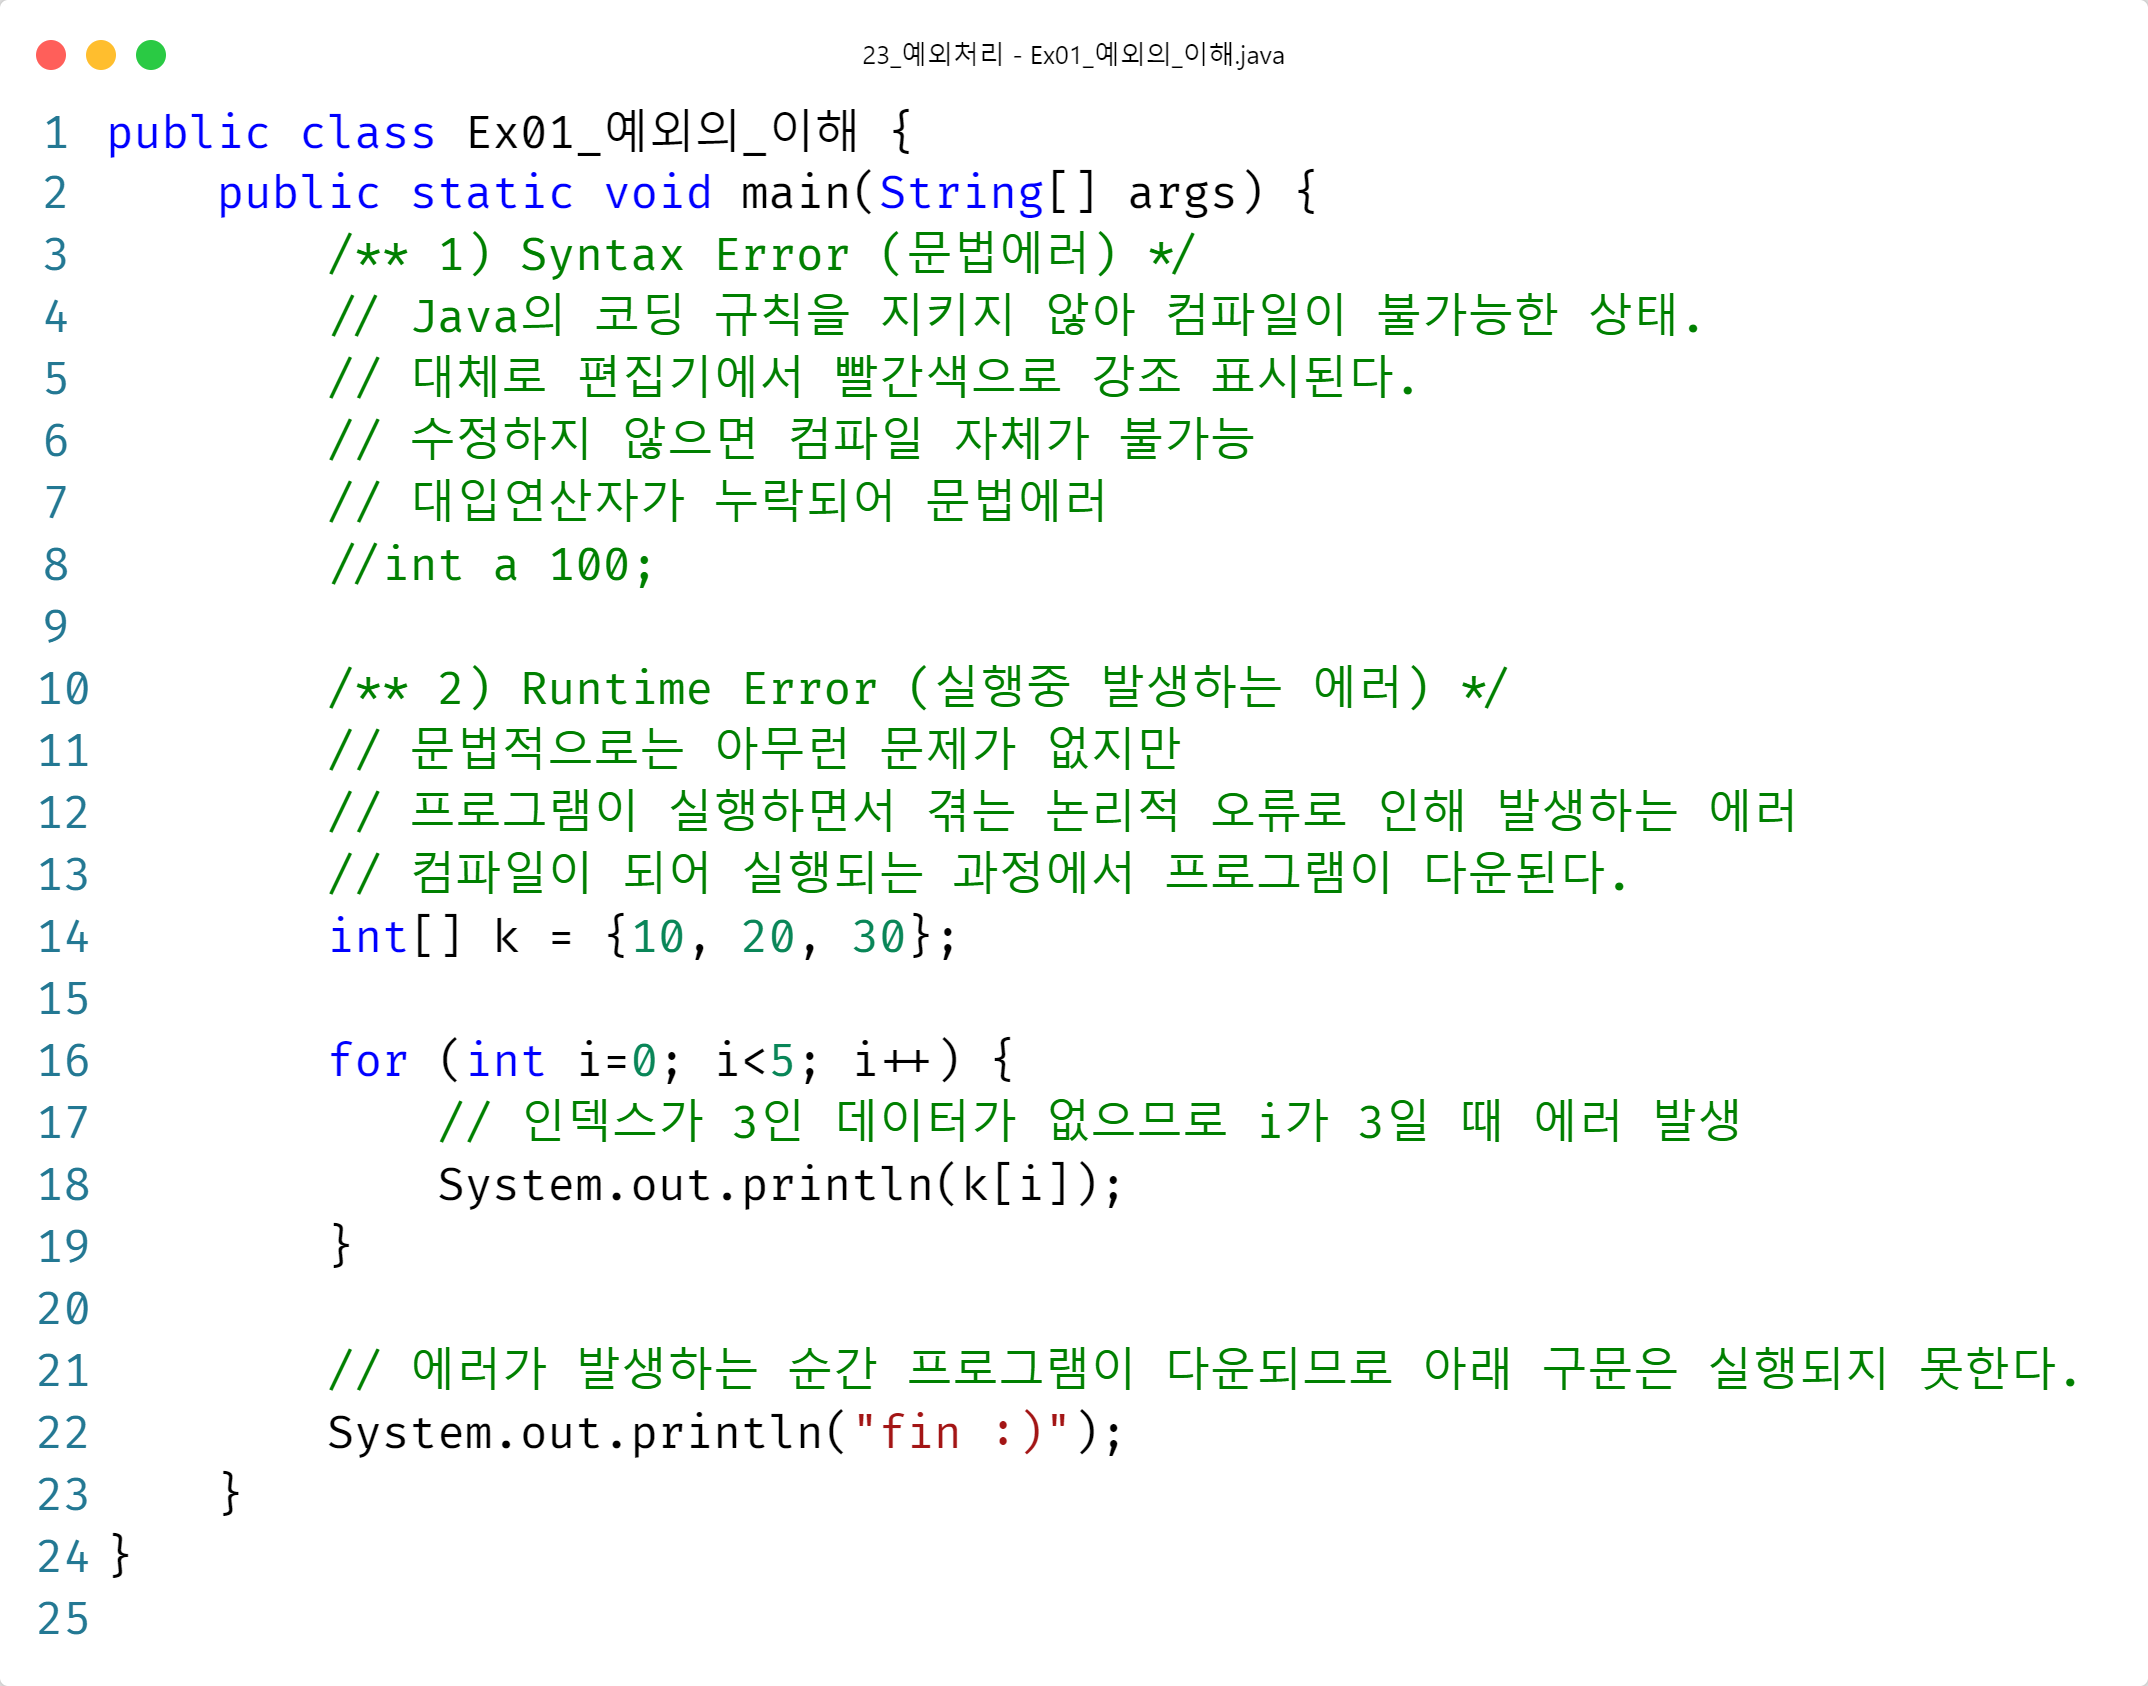 23_예외처리 - Ex01_예외의_이해.java
1 public class Ex01_예외의_이해 {
2     public static void main(String[] args) {
3         /** 1) Syntax Error (문법에러) */
4         // Java의 코딩 규칙을 지키지 않아 컴파일이 불가능한 상태.
5         // 대체로 편집기에서 빨간색으로 강조 표시된다.
6         // 수정하지 않으면 컴파일 자체가 불가능
7         // 대입연산자가 누락되어 문법에러
8         //int a 100;
9
10         /** 2) Runtime Error (실행중 발생하는 에러) */
11         // 문법적으로는 아무런 문제가 없지만
12         // 프로그램이 실행하면서 겪는 논리적 오류로 인해 발생하는 에러
13         // 컴파일이 되어 실행되는 과정에서 프로그램이 다운된다.
14         int[] k = {10, 20, 30};
15
16         for (int i=0; i<5; i++) {
17             // 인덱스가 3인 데이터가 없으므로 i가 3일 때 에러 발생
18             System.out.println(k[i]);
19         }
20
21         // 에러가 발생하는 순간 프로그램이 다운되므로 아래 구문은 실행되지 못한다.
22         System.out.println("fin :)");
23     }
24 }
25